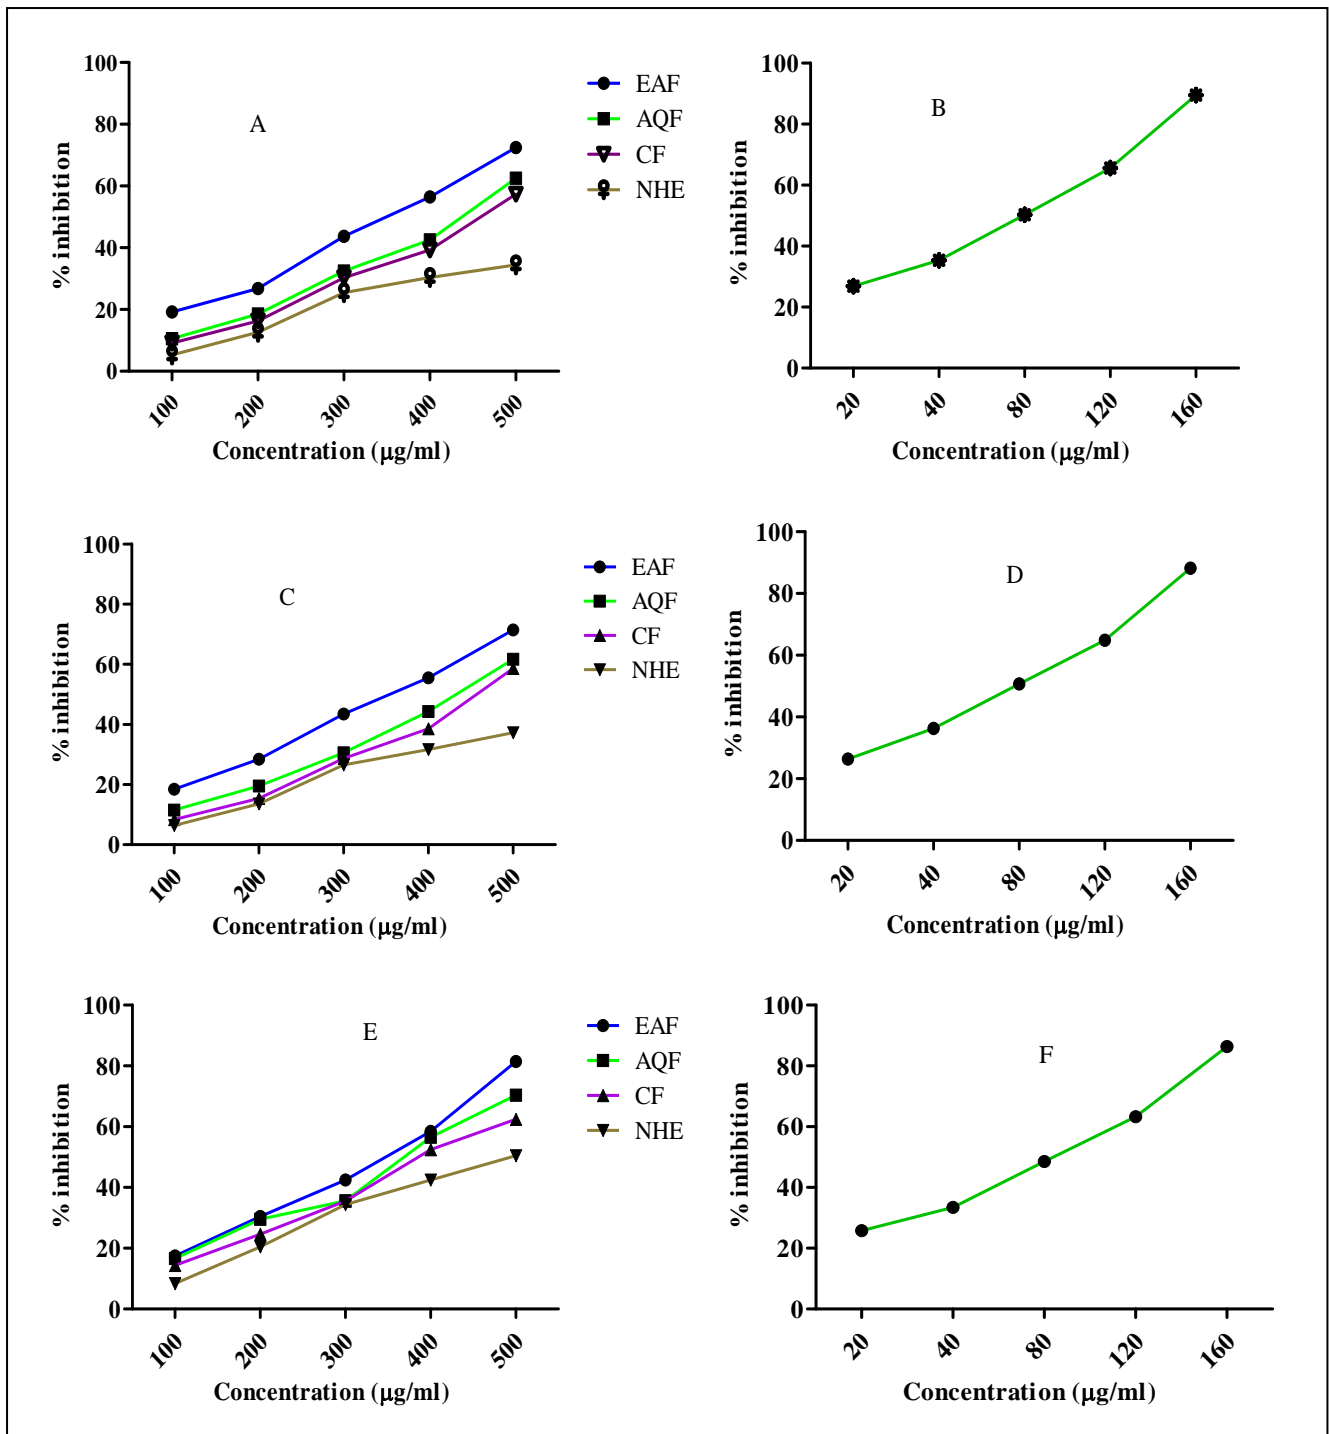 A
% inhibition
100
80
60
40
20
0
100 200 300 400 500
Concentration (μg/ml)
EAF
AQF
CF
NHE
B
% inhibition
100
80
60
40
20
0
20 40 80 120 160
Concentration (μg/ml)
C
% inhibition
100
80
60
40
20
0
100 200 300 400 500
Concentration (μg/ml)
EAF
AQF
CF
NHE
D
% inhibition
100
80
60
40
20
0
20 40 80 120 160
Concentration (μg/ml)
E
% inhibition
100
80
60
40
20
0
100 200 300 400 500
Concentration (μg/ml)
EAF
AQF
CF
NHE
F
% inhibition
100
80
60
40
20
0
20 40 80 120 160
Concentration (μg/ml)